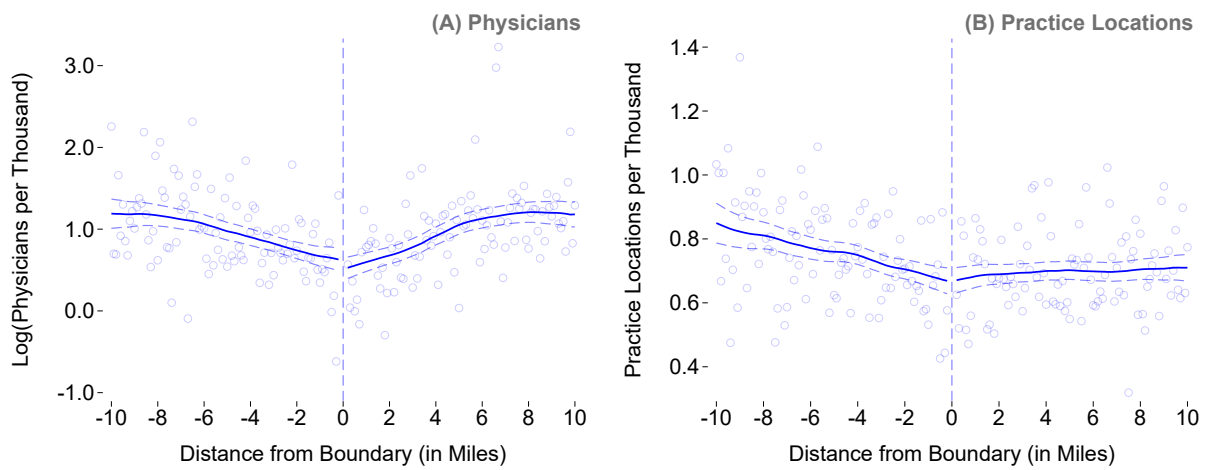 (A) Physicians
Log(Physicians per Thousand)
3.0
2.0
1.0
0.0
-1.0
-10 -8 -6 -4 -2 0 2 4 6 8 10
Distance from Boundary (in Miles)
(B) Practice Locations
Practice Locations per Thousand
1.4
1.2
1.0
0.8
0.6
0.4
-10 -8 -6 -4 -2 0 2 4 6 8 10
Distance from Boundary (in Miles)